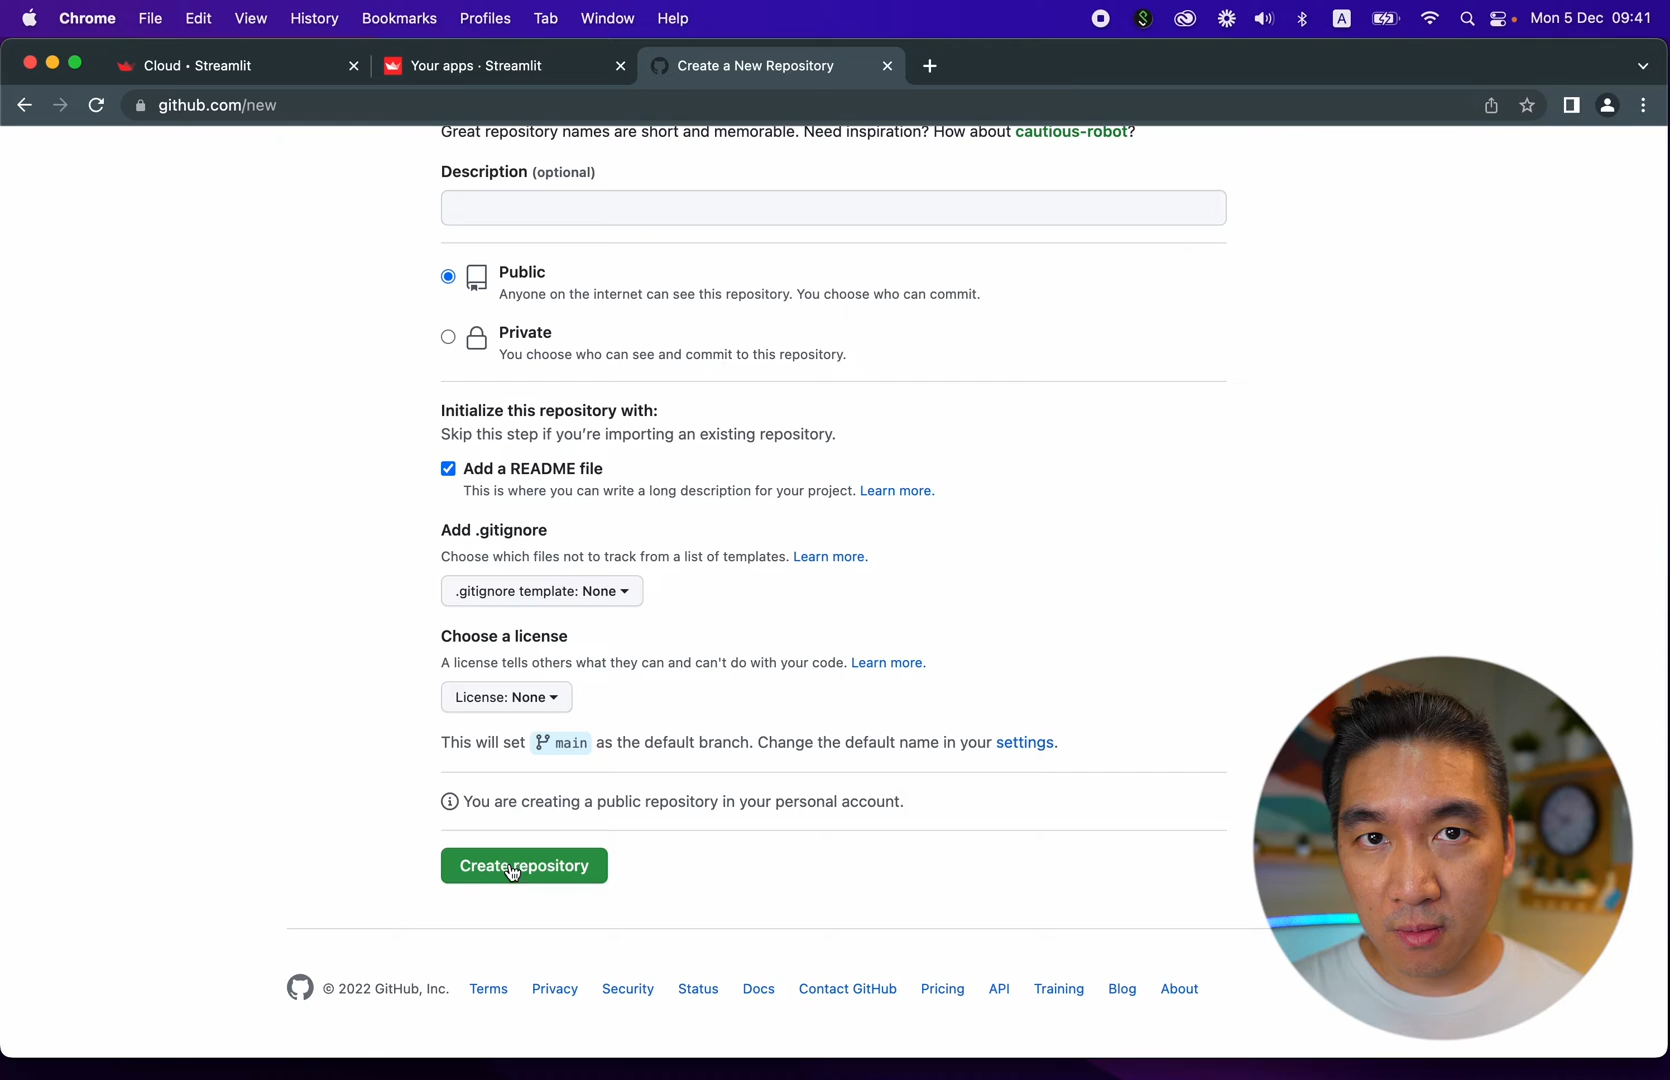 Chrome File Edit View History Bookmarks Profiles Tab Window Help A Mon 5 Dec 09:41
Cloud • Streamlit Your apps · Streamlit Create a New Repository
github.com/new
Great repository names are short and memorable. Need inspiration? How about cautious-robot?
Description (optional)
Public
Anyone on the internet can see this repository. You choose who can commit.
Private
You choose who can see and commit to this repository.
Initialize this repository with:
Skip this step if you’re importing an existing repository.
Add a README file
This is where you can write a long description for your project. Learn more.
Add .gitignore
Choose which files not to track from a list of templates. Learn more.
.gitignore template: None
Choose a license
A license tells others what they can and can't do with your code. Learn more.
License: None
This will set main as the default branch. Change the default name in your settings.
You are creating a public repository in your personal account.
Create repository
© 2022 GitHub, Inc. Terms Privacy Security Status Docs Contact GitHub Pricing API Training Blog About